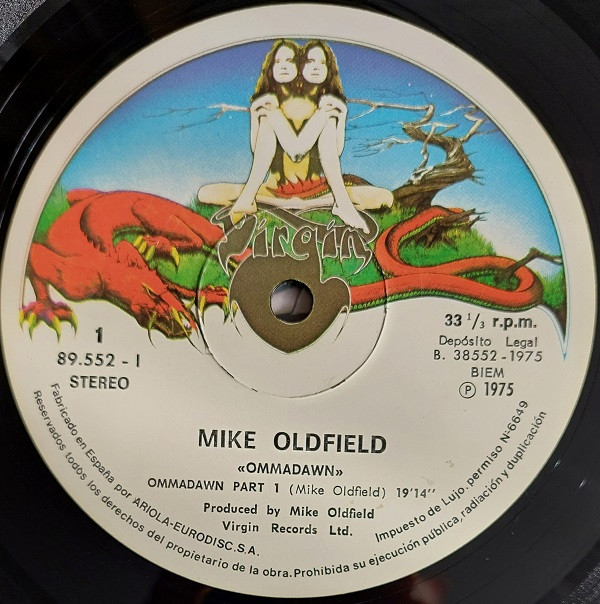 Virgin
1
89.552 - I
STEREO
33 1/3 r.p.m.
Depósito Legal
B. 38552 - 1975
BIEM
Ⓟ 1975
MIKE OLDFIELD
«OMMADAWN»
OMMADAWN PART 1 (Mike Oldfield) 19'14''
Produced by Mike Oldfield
Virgin Records Ltd.
Fabricado en España por ARIOLA-EURODISC.S.A. Impuesto de Lujo. permiso Nº6649
Reservados todos los derechos del propietario de la obra. Prohibida su ejecución pública, radiación y duplicación